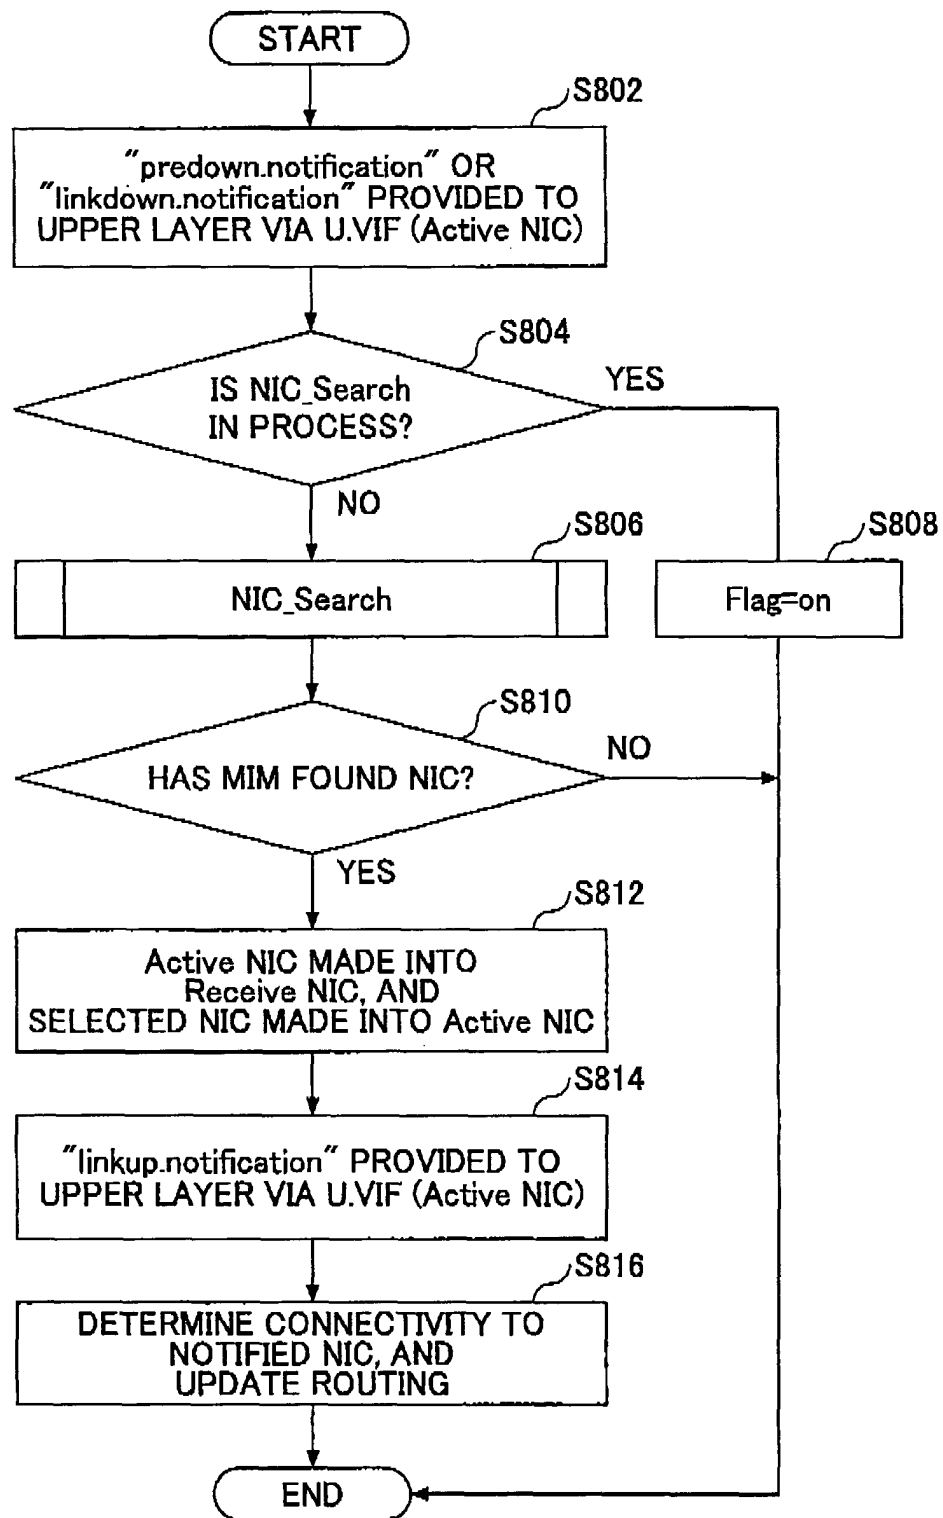 START
S802
"predown.notification" OR
"linkdown.notification" PROVIDED TO
UPPER LAYER VIA U.VIF (Active NIC)
S804
IS NIC_Search
IN PROCESS?
YES
NO
S806
NIC_Search
S808
Flag=on
S810
HAS MIM FOUND NIC?
NO
YES
S812
Active NIC MADE INTO
Receive NIC, AND
SELECTED NIC MADE INTO Active NIC
S814
"linkup.notification" PROVIDED TO
UPPER LAYER VIA U.VIF (Active NIC)
S816
DETERMINE CONNECTIVITY TO
NOTIFIED NIC, AND
UPDATE ROUTING
END